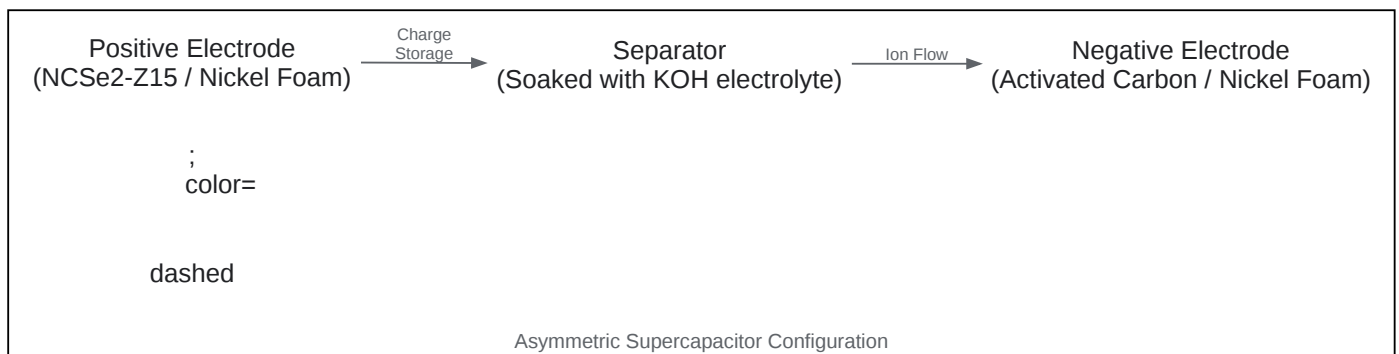 Positive Electrode
(NCSe2-Z15 / Nickel Foam)
Charge
Storage
Separator
(Soaked with KOH electrolyte)
Ion Flow
Negative Electrode
(Activated Carbon / Nickel Foam)
;
color=
dashed
Asymmetric Supercapacitor Configuration